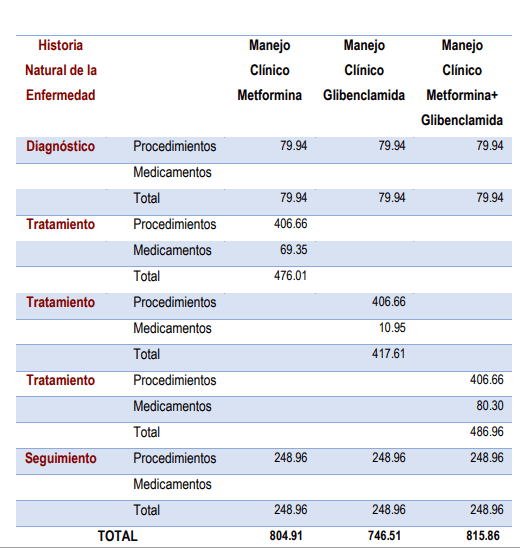 Historia Manejo Manejo Manejo
Natural de la Clínico Clínico Clínico
Enfermedad Metformina Glibenclamida Metformina+
Glibenclamida
Diagnóstico Procedimientos 79.94 79.94 79.94
Medicamentos
Total 79.94 79.94 79.94
Tratamiento Procedimientos 406.66
Medicamentos 69.35
Total 476.01
Tratamiento Procedimientos 406.66
Medicamentos 10.95
Total 417.61
Tratamiento Procedimientos 406.66
Medicamentos 80.30
Total 486.96
Seguimiento Procedimientos 248.96 248.96 248.96
Medicamentos
Total 248.96 248.96 248.96
TOTAL 804.91 746.51 815.86